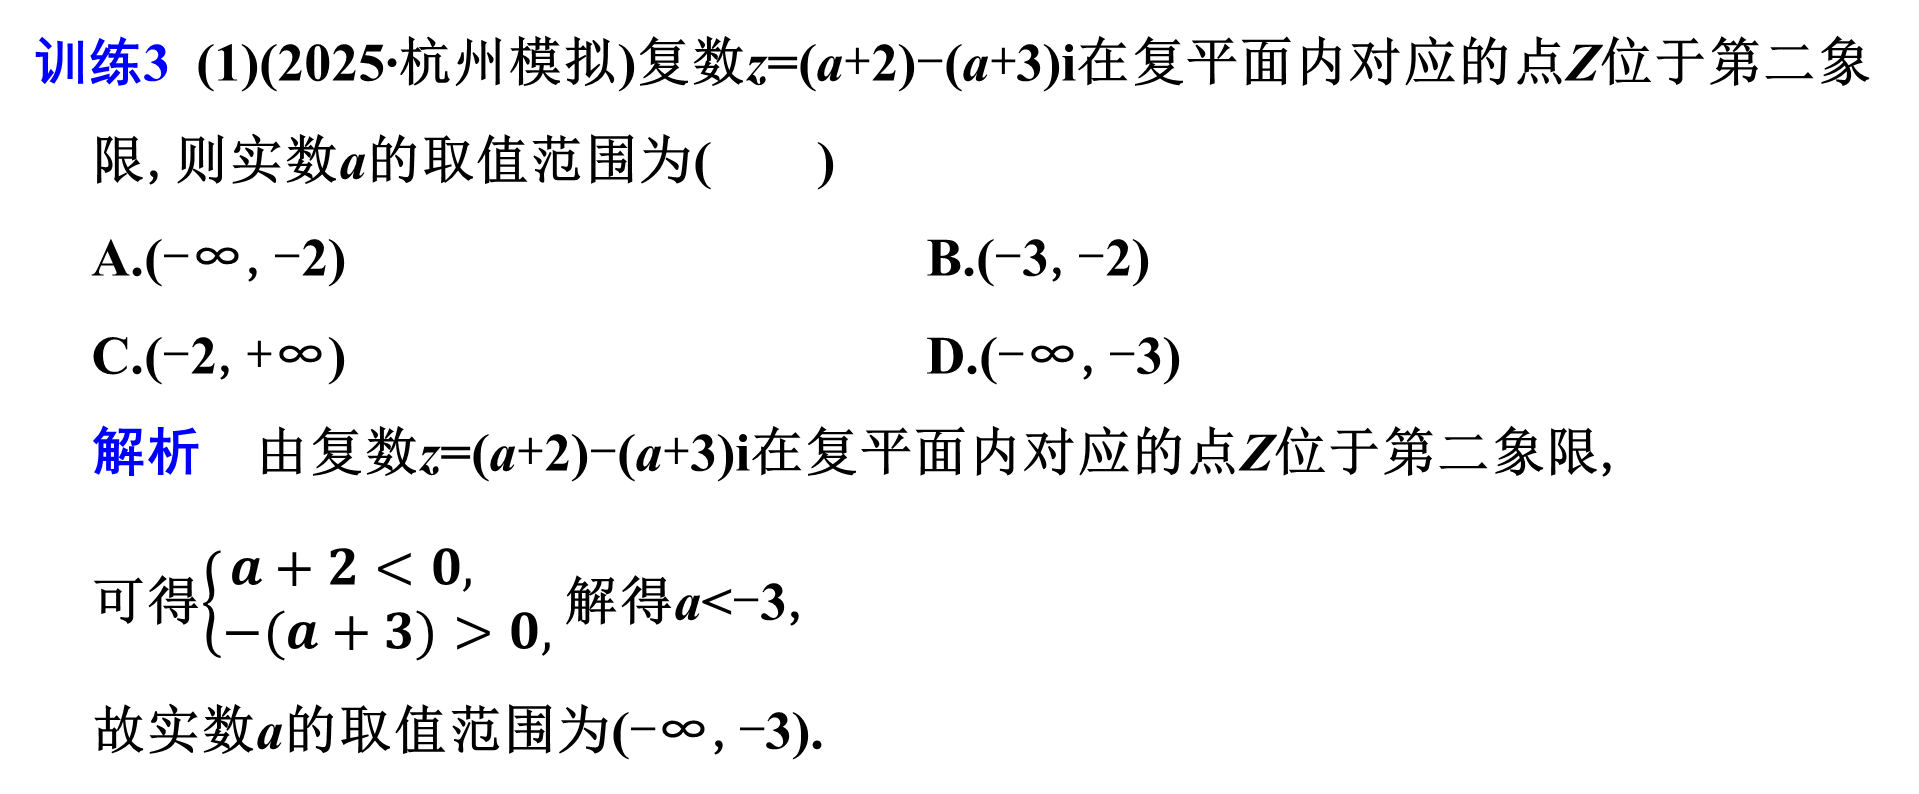 训练3 (1)(2025·杭州模拟)复数z=(a+2)-(a+3)i在复平面内对应的点Z位于第二象
限,则实数a的取值范围为(  )
A.(-∞,-2) B.(-3,-2)
C.(-2,+∞) D.(-∞,-3)
解析 由复数z=(a+2)-(a+3)i在复平面内对应的点Z位于第二象限,
可得{a+2<0, -(a+3)>0, 解得a<-3,
故实数a的取值范围为(-∞,-3).